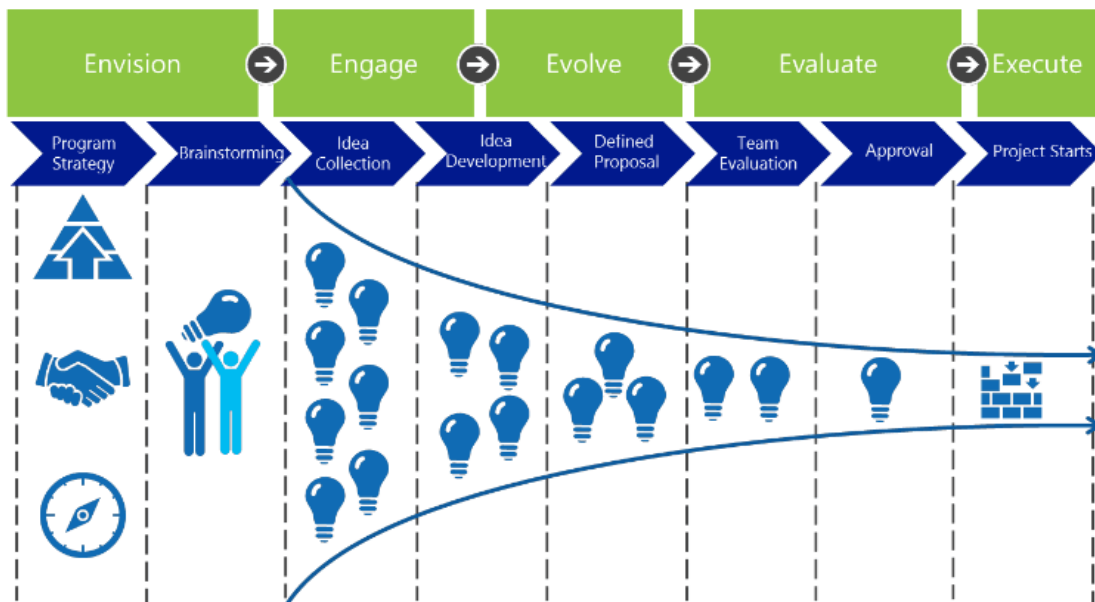 Envision
Engage
Evolve
Evaluate
Execute
Program
Strategy
Brainstorming
Idea
Collection
Idea
Development
Defined
Proposal
Team
Evaluation
Approval
Project Starts